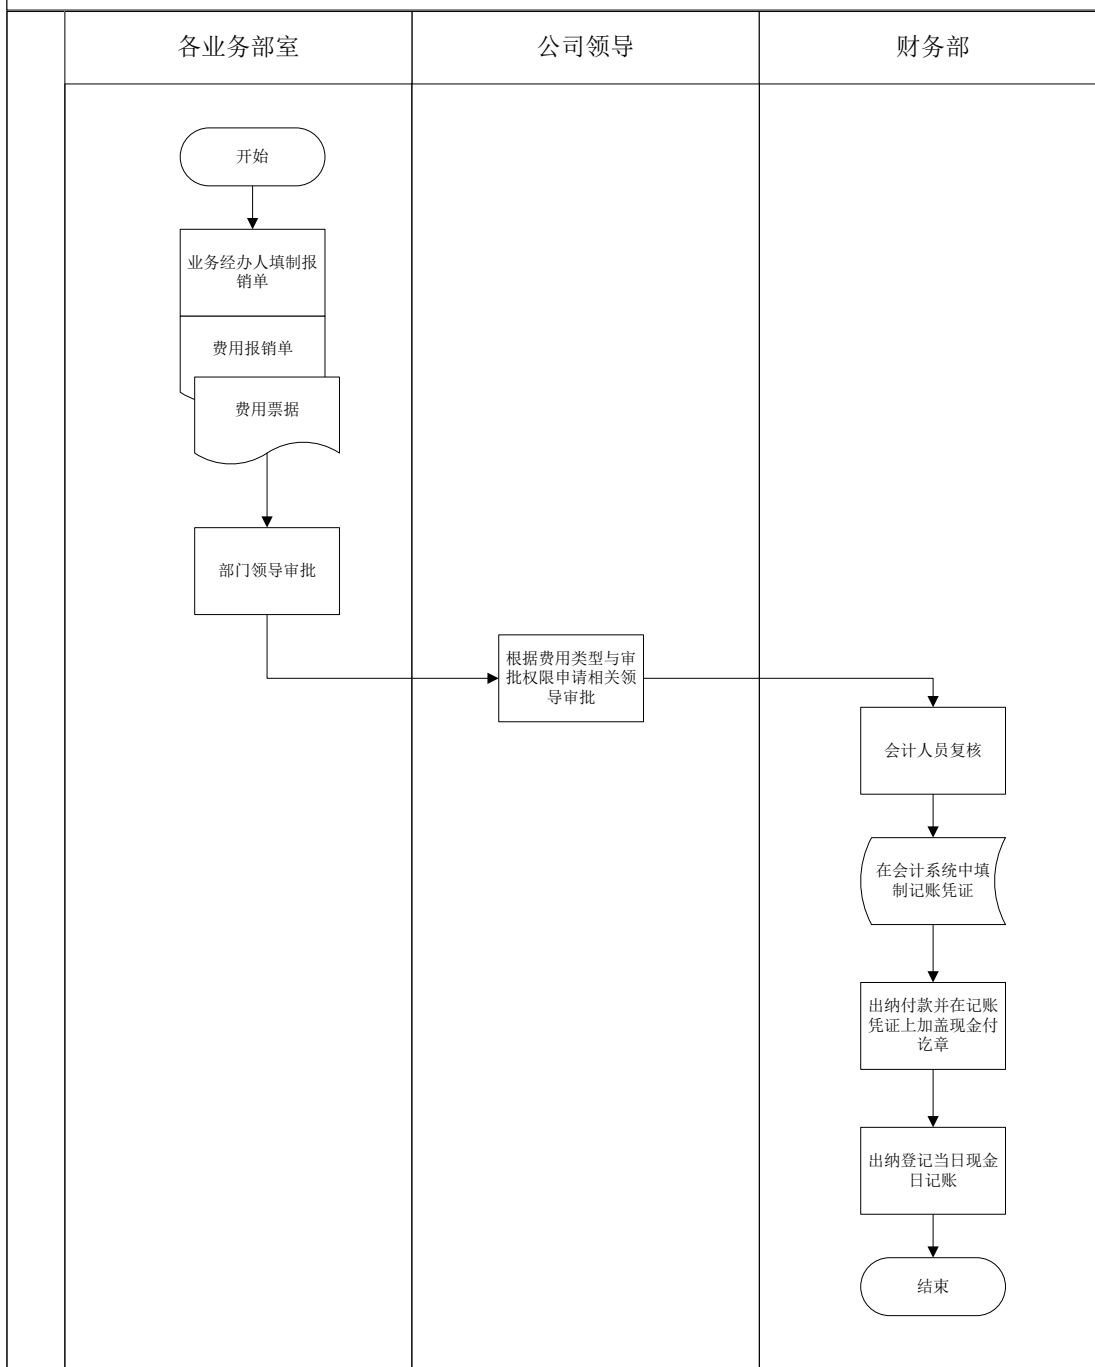 各业务部室
公司领导
财务部
开始
业务经办人填制报
销单
费用报销单
费用票据
部门领导审批
根据费用类型与审
批权限申请相关领
导审批
会计人员复核
在会计系统中填
制记账凭证
出纳付款并在记账
凭证上加盖现金付
讫章
出纳登记当日现金
日记账
结束